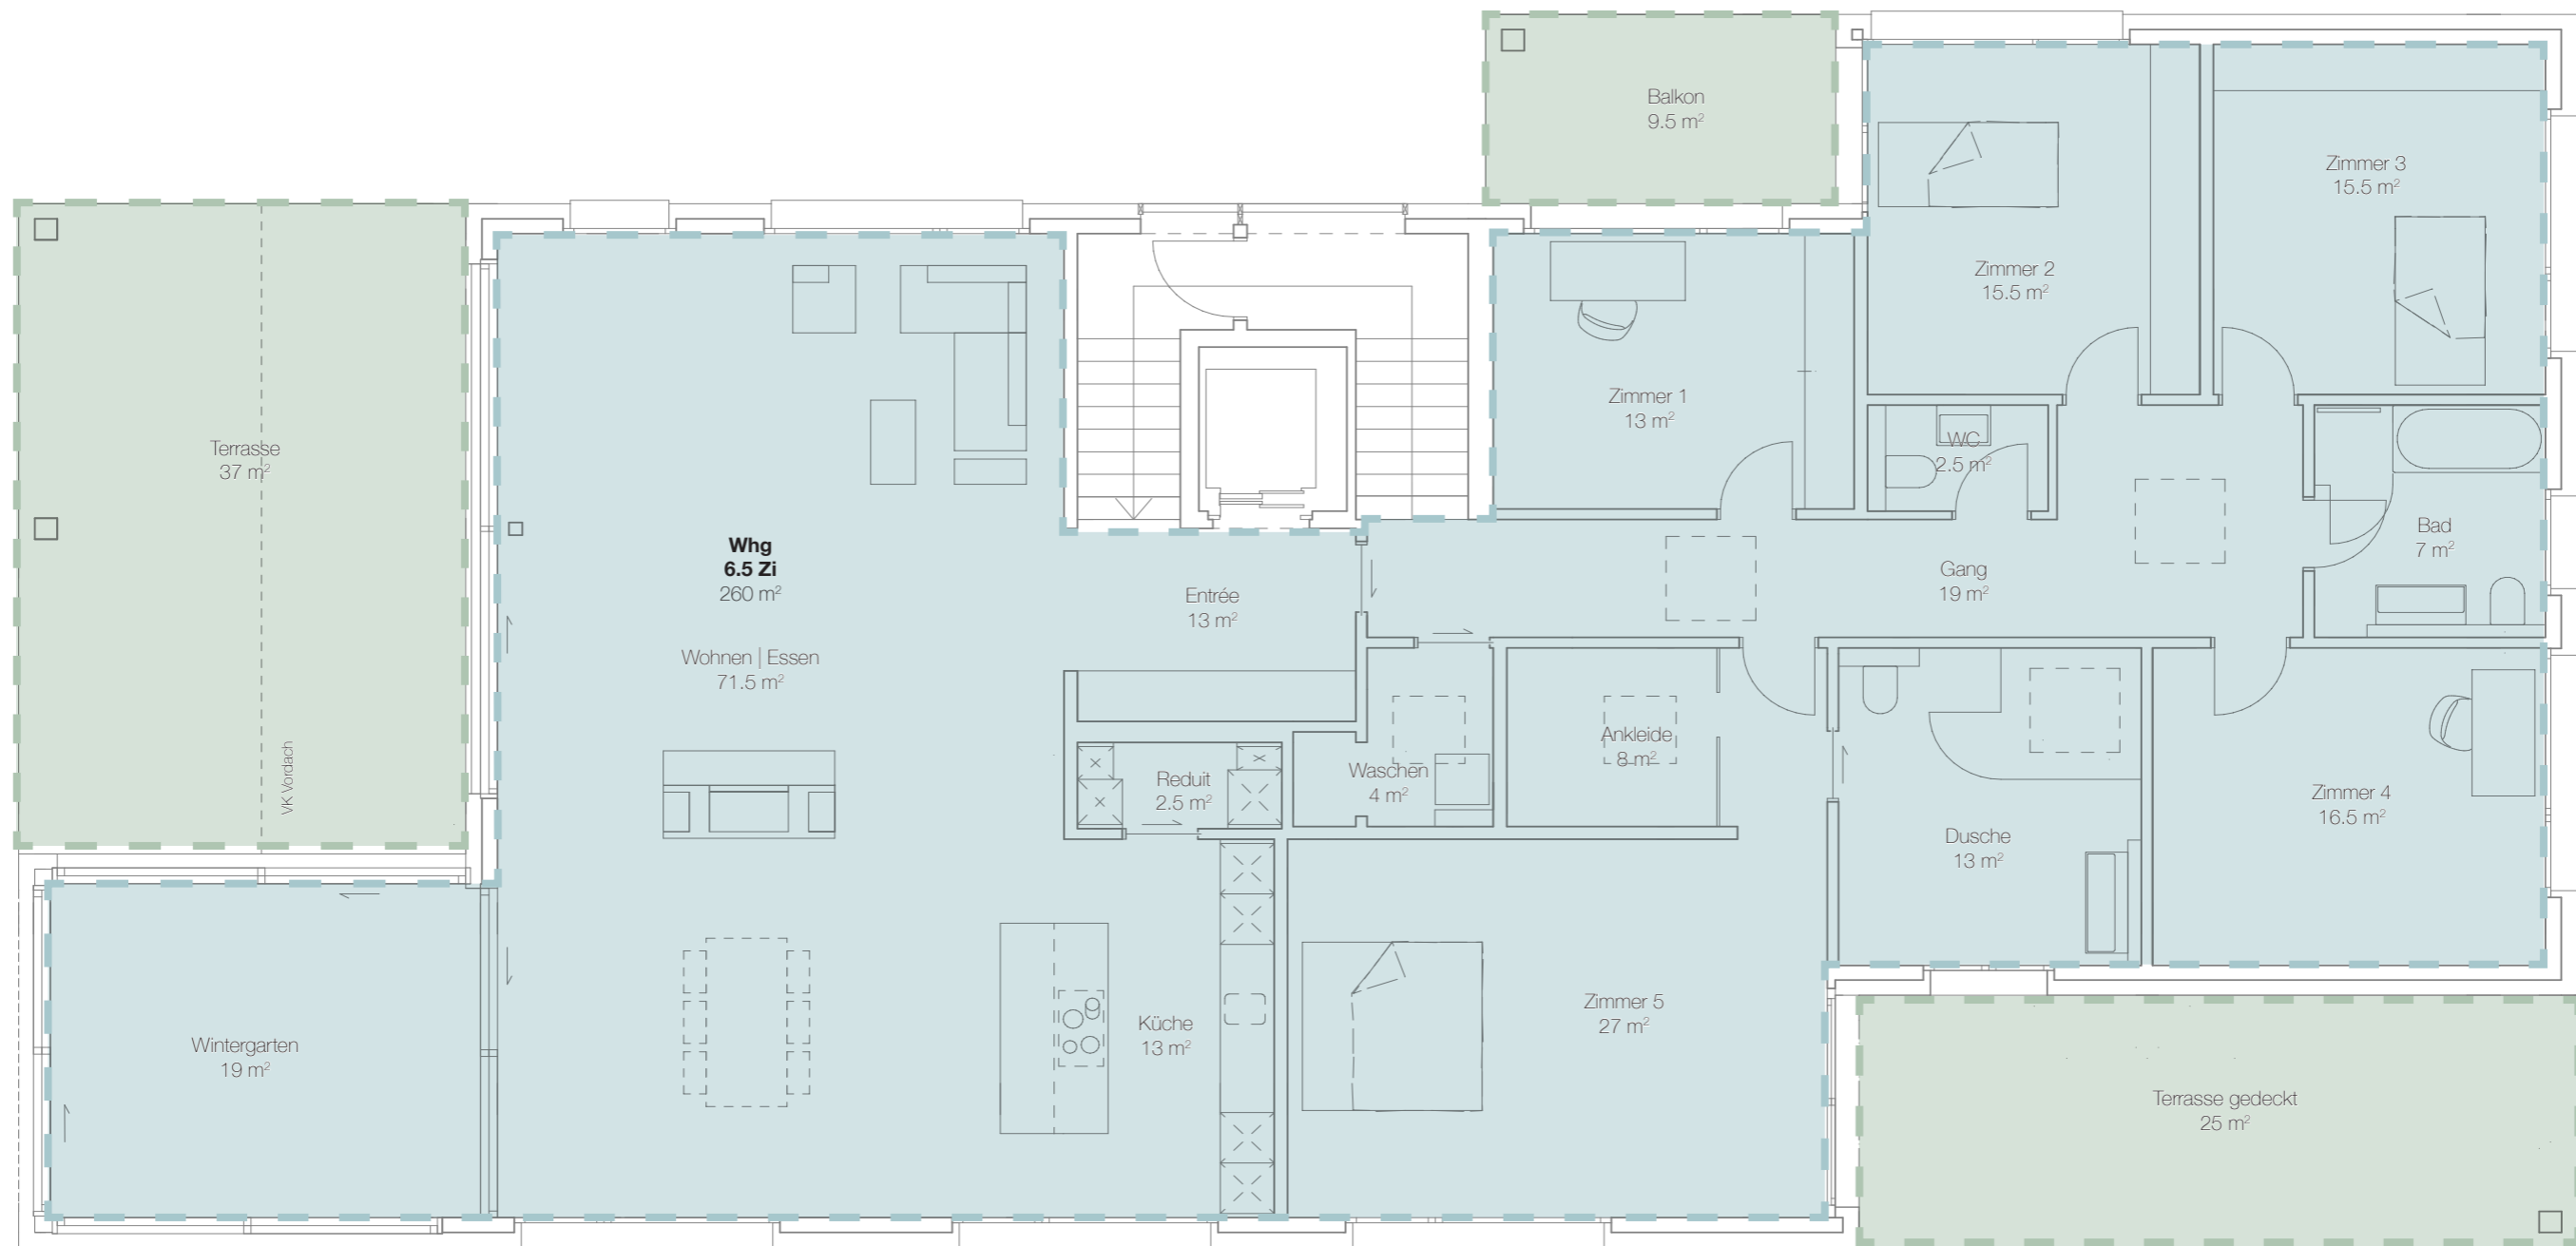 Balkon
9.5 m²
Zimmer 3
15.5 m²
Zimmer 2
15.5 m²
Zimmer 1
13 m²
Terrasse
37 m²
WC
2.5 m²
Bad
7 m²
Whg
6.5 Zi
260 m²
Entrée
13 m²
Gang
19 m²
Wohnen | Essen
71.5 m²
VK Vordach
Reduit
2.5 m²
Waschen
4 m²
Ankleide
8 m²
Dusche
13 m²
Zimmer 4
16.5 m²
Wintergarten
19 m²
Küche
13 m²
Zimmer 5
27 m²
Terrasse gedeckt
25 m²